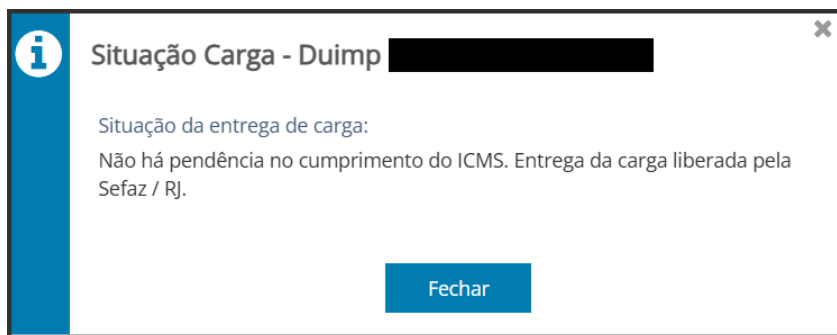 Situação Carga - Duimp
Situação da entrega de carga:
Não há pendência no cumprimento do ICMS. Entrega da carga liberada pela
Sefaz / RJ.
Fechar